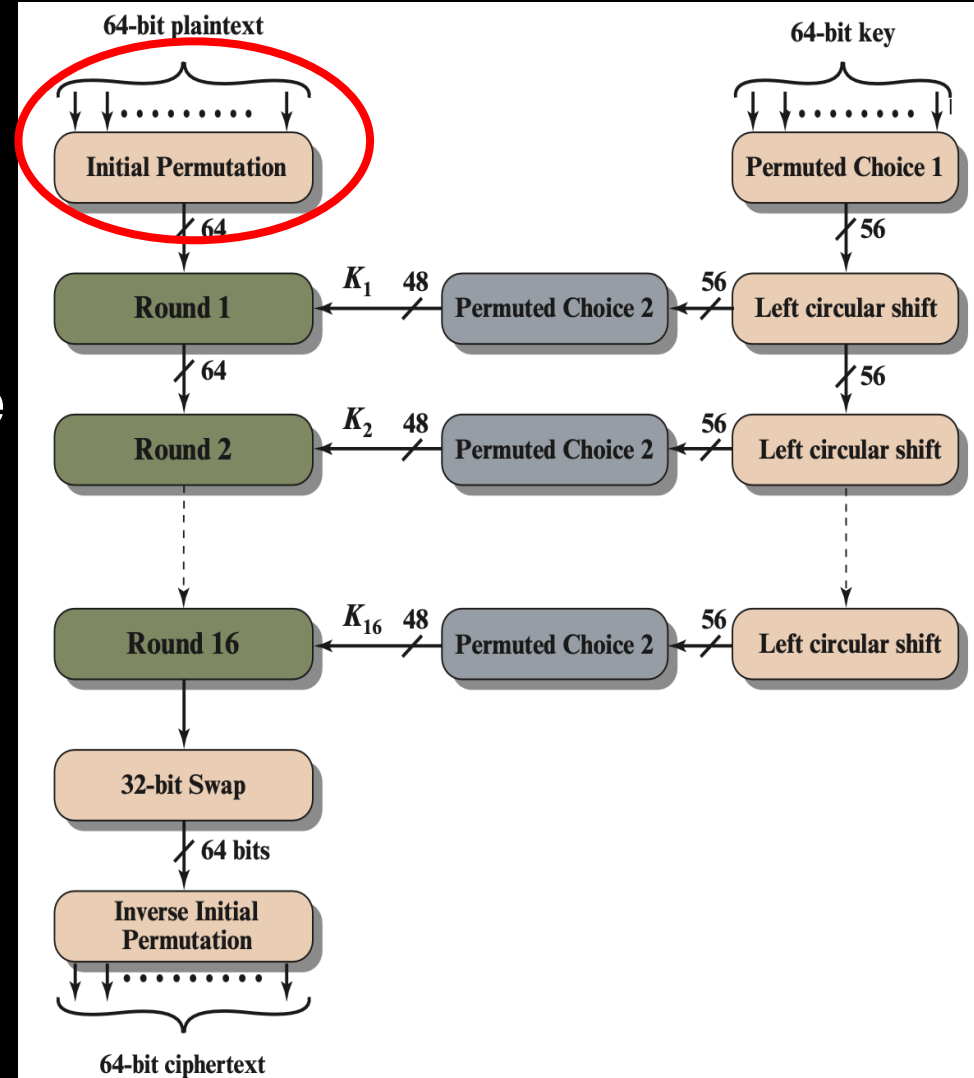 64-bit plaintext
64-bit key
Initial Permutation
Permuted Choice 1
64
56
Round 1
K1
48
Permuted Choice 2
56
Left circular shift
64
56
e
Round 2
K2
48
Permuted Choice 2
56
Left circular shift
Round 16
K16
48
Permuted Choice 2
56
Left circular shift
32-bit Swap
64 bits
Inverse Initial
Permutation
64-bit ciphertext